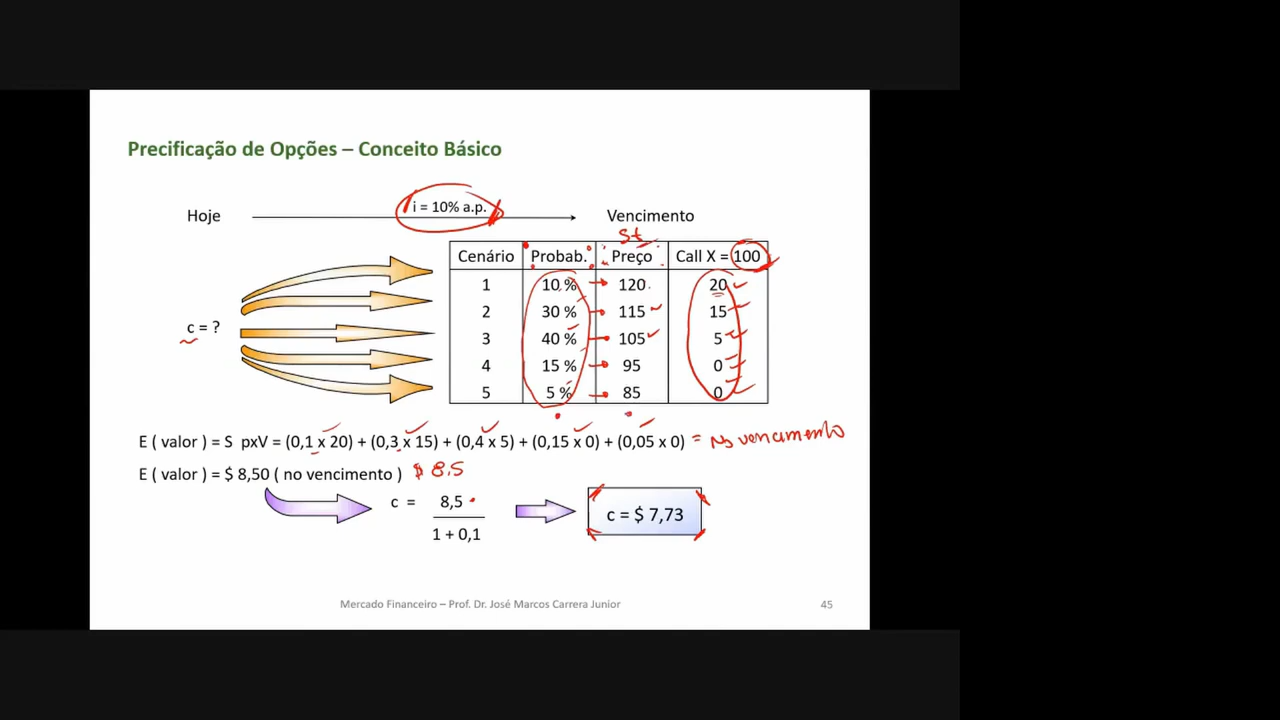 Precificação de Opções – Conceito Básico
Hoje i = 10% a.p. Vencimento
St
Cenário Probab. Preço Call X = 100
1 10 % 120 20
2 30 % 115 15
c = ?
3 40 % 105 5
4 15 % 95 0
5 5 % 85 0
E ( valor ) = S pxV = (0,1 x 20) + (0,3 x 15) + (0,4 x 5) + (0,15 x 0) + (0,05 x 0) = no vencimento
E ( valor ) = $ 8,50 ( no vencimento ) $ 8.5
c = 8,5
1 + 0,1
c = $ 7,73
Mercado Financeiro – Prof. Dr. José Marcos Carrera Junior 45